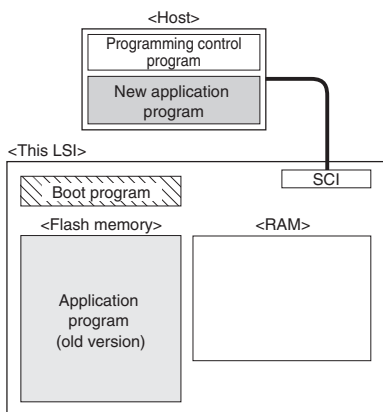 <Host>
Programming control
program
New application
program
<This LSI>
SCI
Boot program
<Flash memory>
<RAM>
Application
program
(old version)